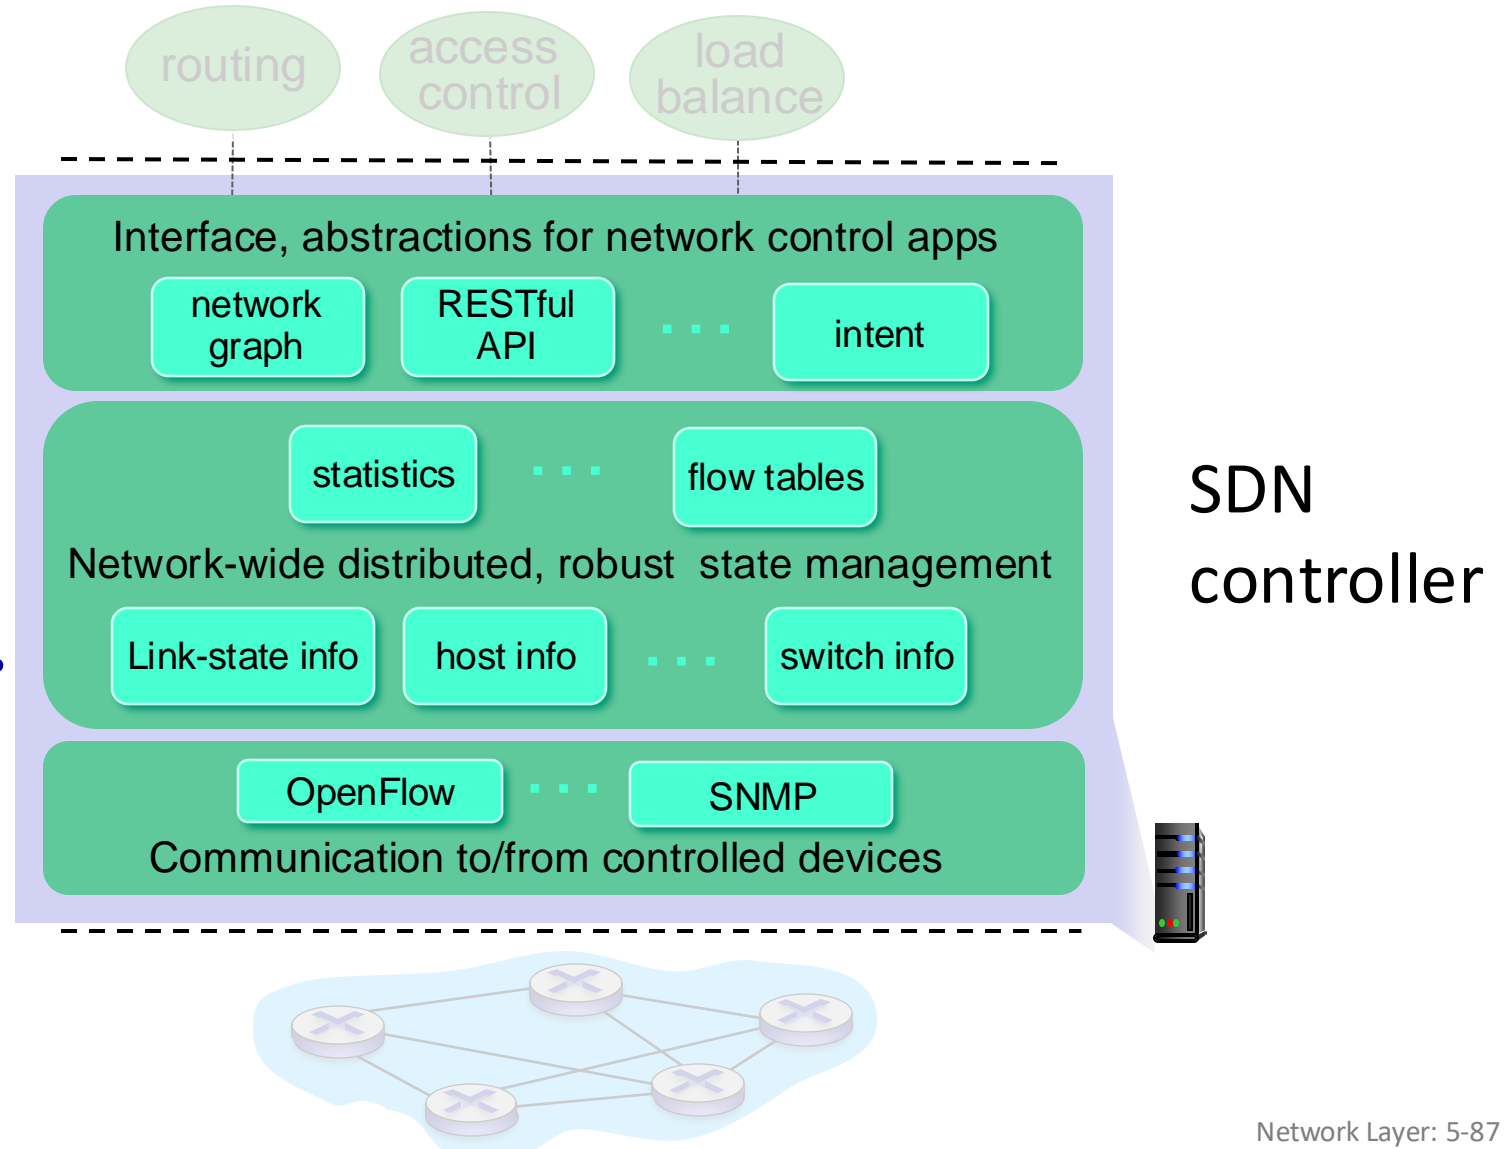 routing
access
control
load
balance
Interface, abstractions for network control apps
network
graph
RESTful
API
. . .
intent
statistics
. . .
flow tables
Network-wide distributed, robust  state management
Link-state info
host info
. . .
switch info
OpenFlow
. . .
SNMP
Communication to/from controlled devices
SDN
controller
Network Layer: 5-87